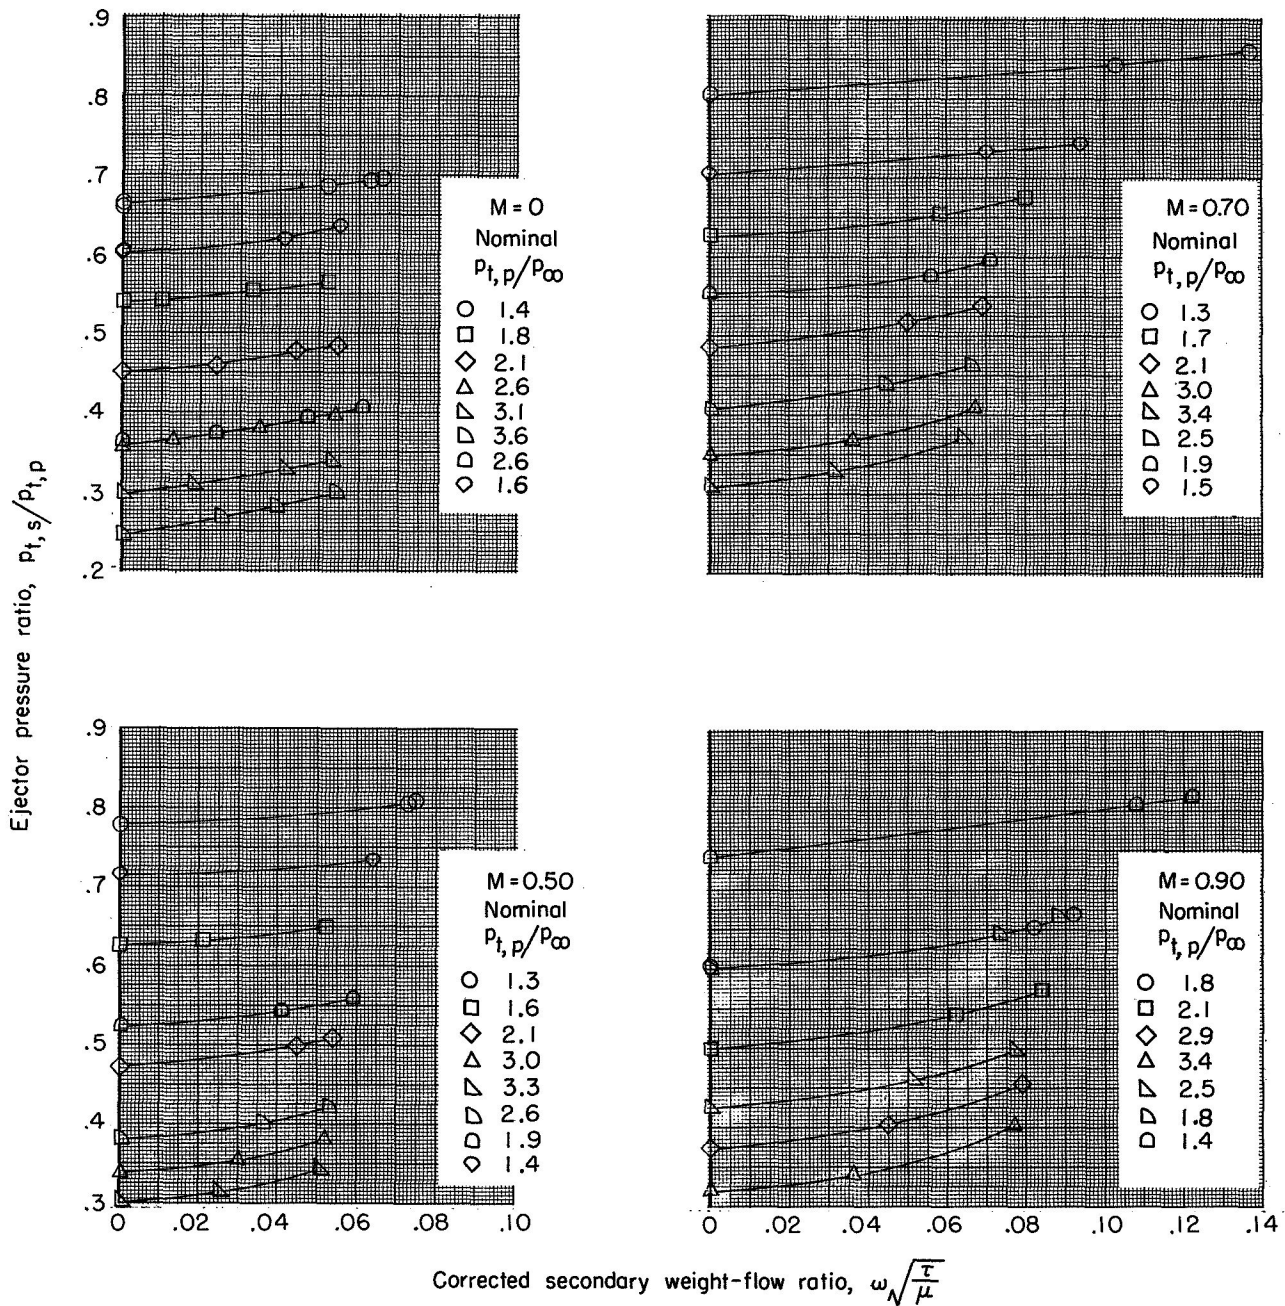 Ejector pressure ratio, pt, s/pt, p
.9
.8
.7
.6
.5
.4
.3
.2
M = 0
Nominal
pt, p/p∞
1.4
1.8
2.1
2.6
3.1
3.6
2.6
1.6
M = 0.70
Nominal
pt, p/p∞
1.3
1.7
2.1
3.0
3.4
2.5
1.9
1.5
.9
.8
.7
.6
.5
.4
.3
0 .02 .04 .06 .08 .10
M = 0.50
Nominal
pt, p/p∞
1.3
1.6
2.1
3.0
3.3
2.6
1.9
1.4
M = 0.90
Nominal
pt, p/p∞
1.8
2.1
2.9
3.4
2.5
1.8
1.4
0 .02 .04 .06 .08 .10 .12 .14
Corrected secondary weight-flow ratio, ω√τ/μ